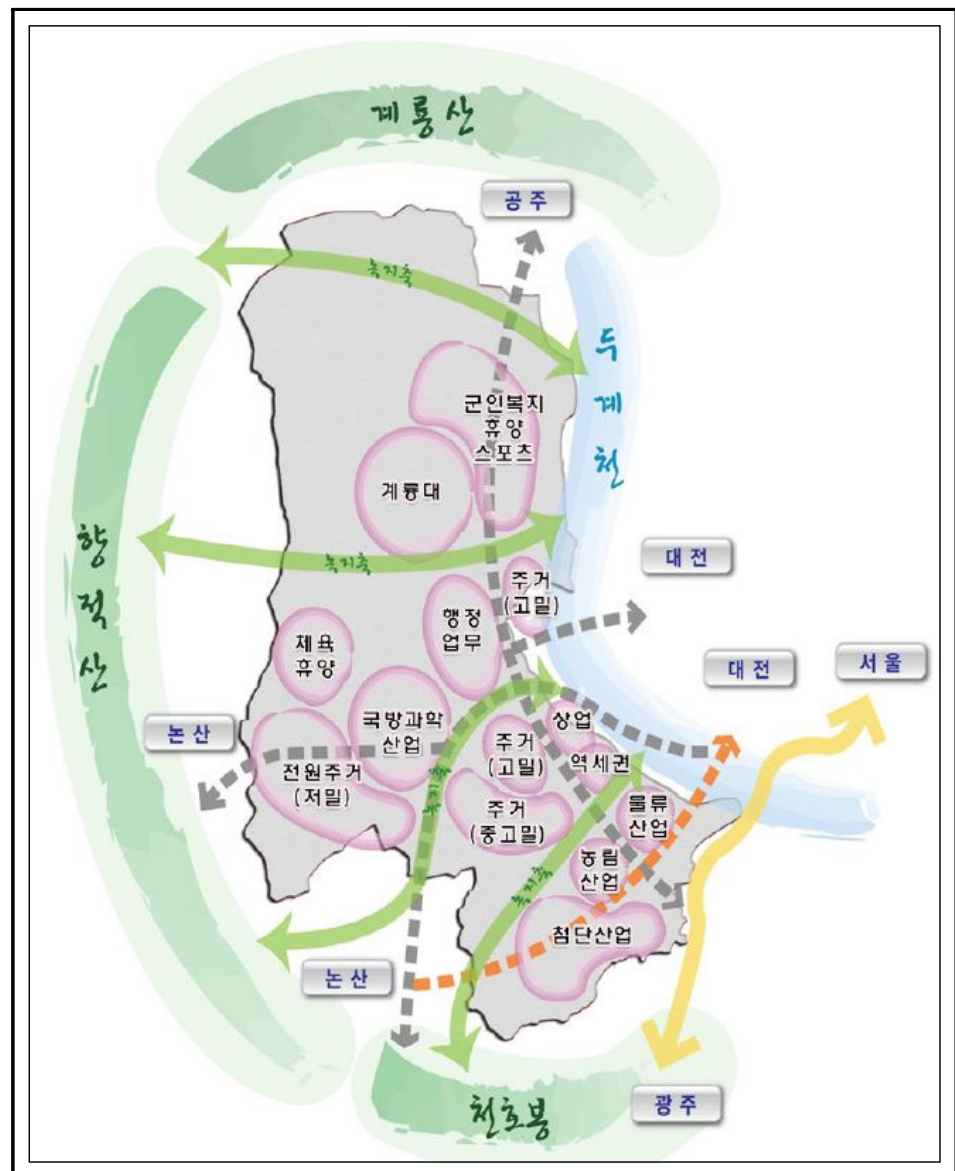 계룡산
공주
녹지축
두계천
군인복지
휴양
스포츠
계룡대
향적산
녹지축
대전
주거
(고밀)
행정
업무
체육
휴양
대전
서울
논산
국방과학
산업
상업
주거
(고밀)
역세권
전원주거
(저밀)
녹지축
주거
(중고밀)
물류
산업
농림
산업
녹지축
첨단산업
논산
천호봉
광주